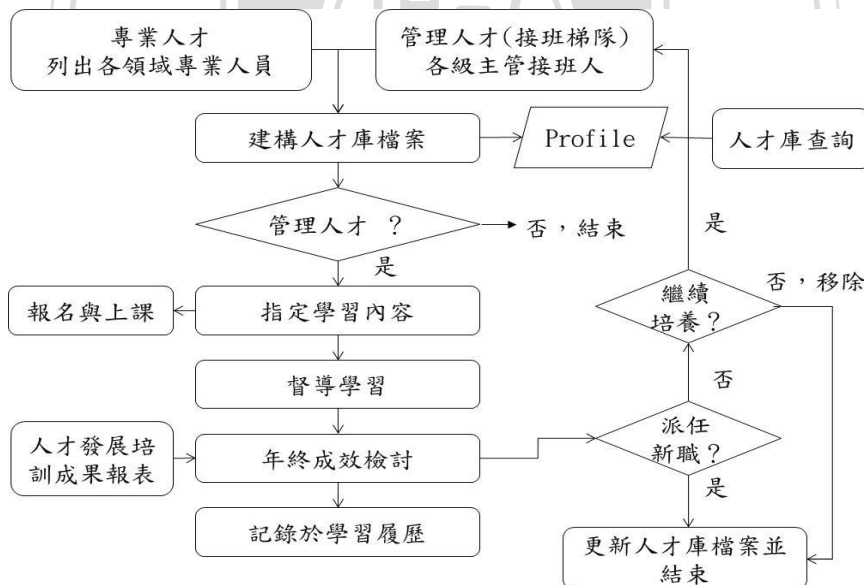 專業人才
列出各領域專業人員
管理人才(接班梯隊)
各級主管接班人
建構人才庫檔案
Profile
人才庫查詢
管理人才 ?
否，結束
是
是
報名與上課
指定學習內容
繼續
培養?
否，移除
督導學習
否
人才發展培
訓成果報表
年終成效檢討
派任
新職?
是
記錄於學習履歷
更新人才庫檔案並
結束